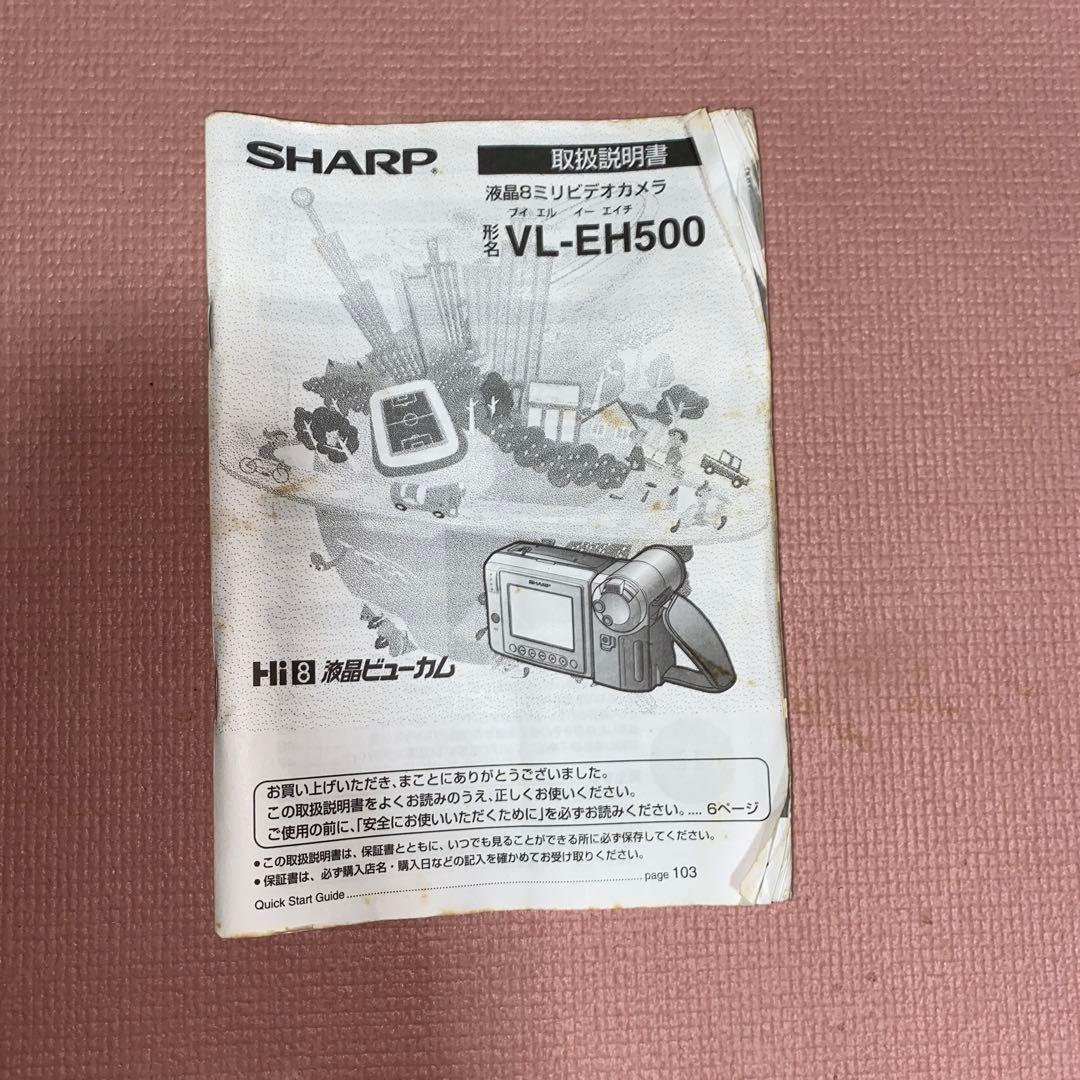 SHARP®
取扱説明書
液晶8ミリビデオカメラ
ブイ エル イー エイチ
形名 VL-EH500
SHARP
Hi8 液晶ビューカム
お買い上げいただき、まことにありがとうございました。
この取扱説明書をよくお読みのうえ、正しくお使いください。
ご使用の前に、「安全にお使いいただくために」を必ずお読みください。.... 6ページ
●この取扱説明書は、保証書とともに、いつでも見ることができる所に必ず保存してください。
●保証書は、必ず購入店名・購入日などの記入を確かめてお受け取りください。
Quick Start Guide ........................................................................ page 103